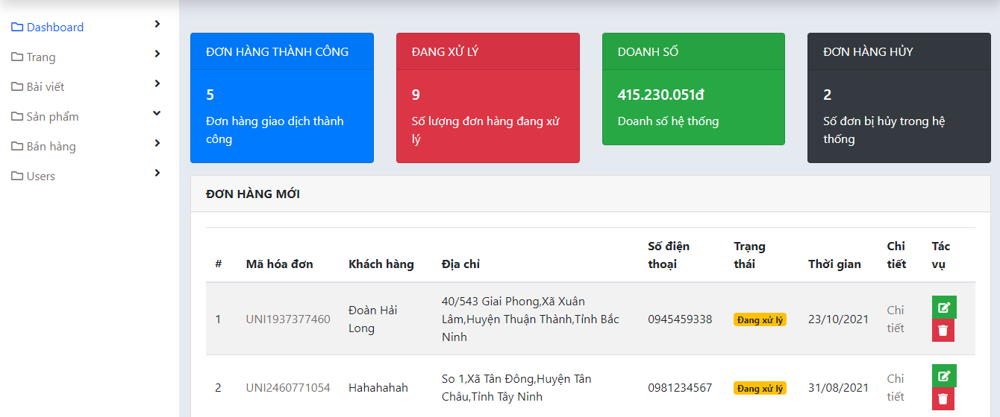 Dashboard
Trang
Bài viết
Sản phẩm
Bán hàng
Users
ĐƠN HÀNG THÀNH CÔNG
5
Đơn hàng giao dịch thành
công
ĐANG XỬ LÝ
9
Số lượng đơn hàng đang xử
lý
DOANH SỐ
415.230.051đ
Doanh số hệ thống
ĐƠN HÀNG HỦY
2
Số đơn bị hủy trong hệ
thống
ĐƠN HÀNG MỚI
# Mã hóa đơn Khách hàng Địa chỉ Số điện thoại Trạng thái Thời gian Chi tiết Tác vụ
1 UNI1937377460 Đoàn Hải Long 40/543 Giai Phong,Xã Xuân Lâm,Huyện Thuận Thành,Tỉnh Bắc Ninh 0945459338 Đang xử lý 23/10/2021 Chi tiết
2 UNI2460771054 Hahahahah So 1,Xã Tân Đông,Huyện Tân Châu,Tỉnh Tây Ninh 0981234567 Đang xử lý 31/08/2021 Chi tiết